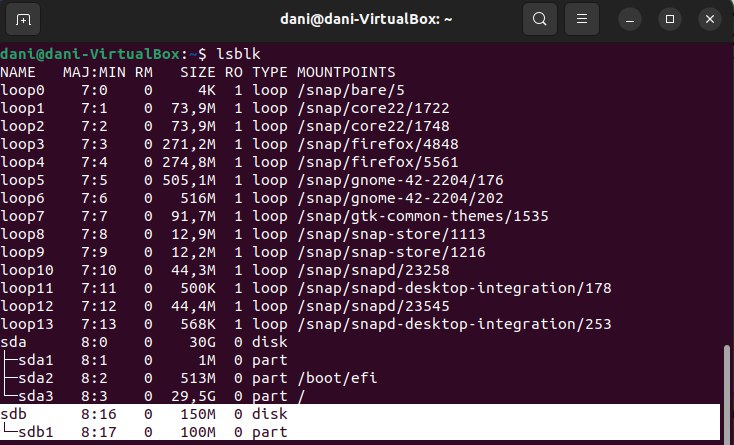 dani@dani-VirtualBox: ~
dani@dani-VirtualBox:~$ lsblk
NAME   MAJ:MIN RM   SIZE RO TYPE MOUNTPOINTS
loop0    7:0    0     4K  1 loop /snap/bare/5
loop1    7:1    0  73,9M  1 loop /snap/core22/1722
loop2    7:2    0  73,9M  1 loop /snap/core22/1748
loop3    7:3    0 271,2M  1 loop /snap/firefox/4848
loop4    7:4    0 274,8M  1 loop /snap/firefox/5561
loop5    7:5    0 505,1M  1 loop /snap/gnome-42-2204/176
loop6    7:6    0   516M  1 loop /snap/gnome-42-2204/202
loop7    7:7    0  91,7M  1 loop /snap/gtk-common-themes/1535
loop8    7:8    0  12,9M  1 loop /snap/snap-store/1113
loop9    7:9    0  12,2M  1 loop /snap/snap-store/1216
loop10   7:10   0  44,3M  1 loop /snap/snapd/23258
loop11   7:11   0   500K  1 loop /snap/snapd-desktop-integration/178
loop12   7:12   0  44,4M  1 loop /snap/snapd/23545
loop13   7:13   0   568K  1 loop /snap/snapd-desktop-integration/253
sda      8:0    0    30G  0 disk
├─sda1   8:1    0     1M  0 part
├─sda2   8:2    0   513M  0 part /boot/efi
└─sda3   8:3    0  29,5G  0 part /
sdb      8:16   0   150M  0 disk
└─sdb1   8:17   0   100M  0 part